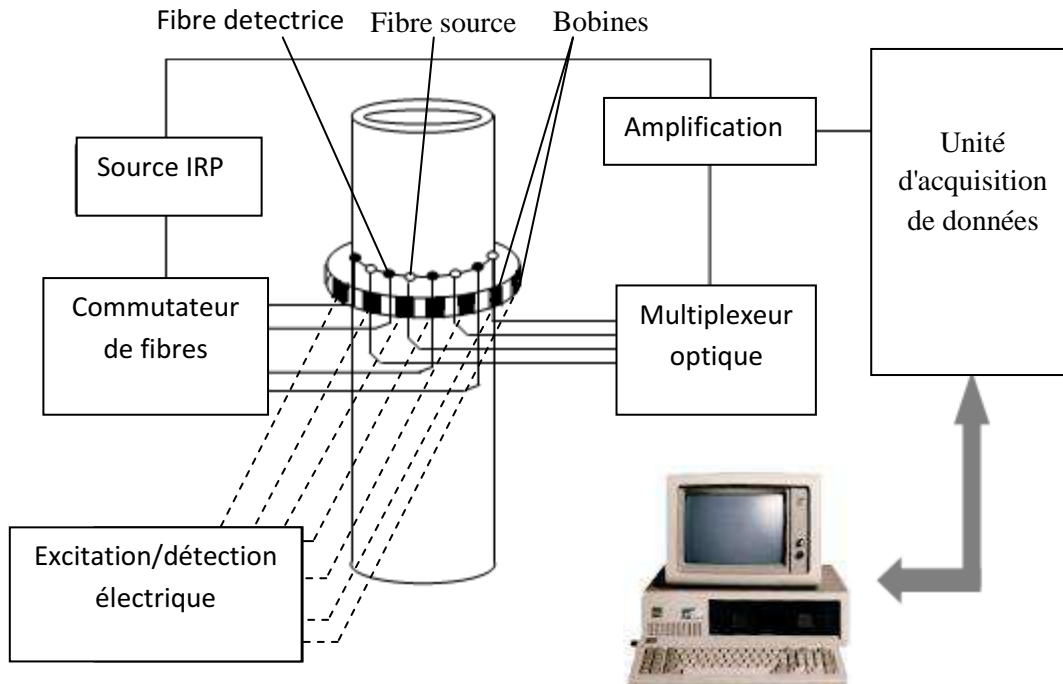 Fibre detectrice
Fibre source
Bobines
Source IRP
Amplification
Unité
d'acquisition
de données
Commutateur
de fibres
Multiplexeur
optique
Excitation/détection
électrique